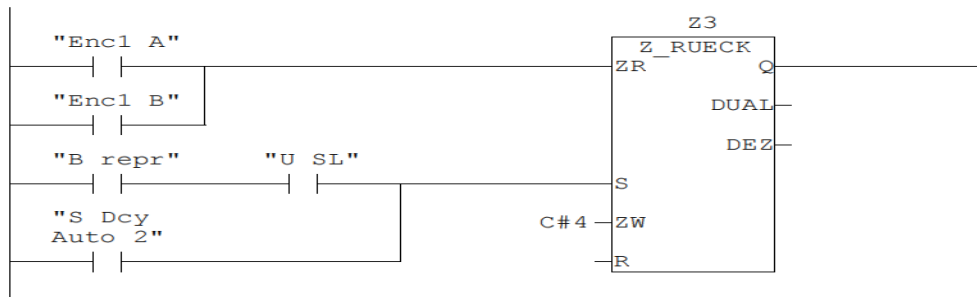 Z3
"Enc1 A"
Z_RUECK
ZR Q
"Enc1 B"
DUAL
DEZ
"B repr" "U SL"
S
"S Dcy
Auto 2"
C#4 ZW
R